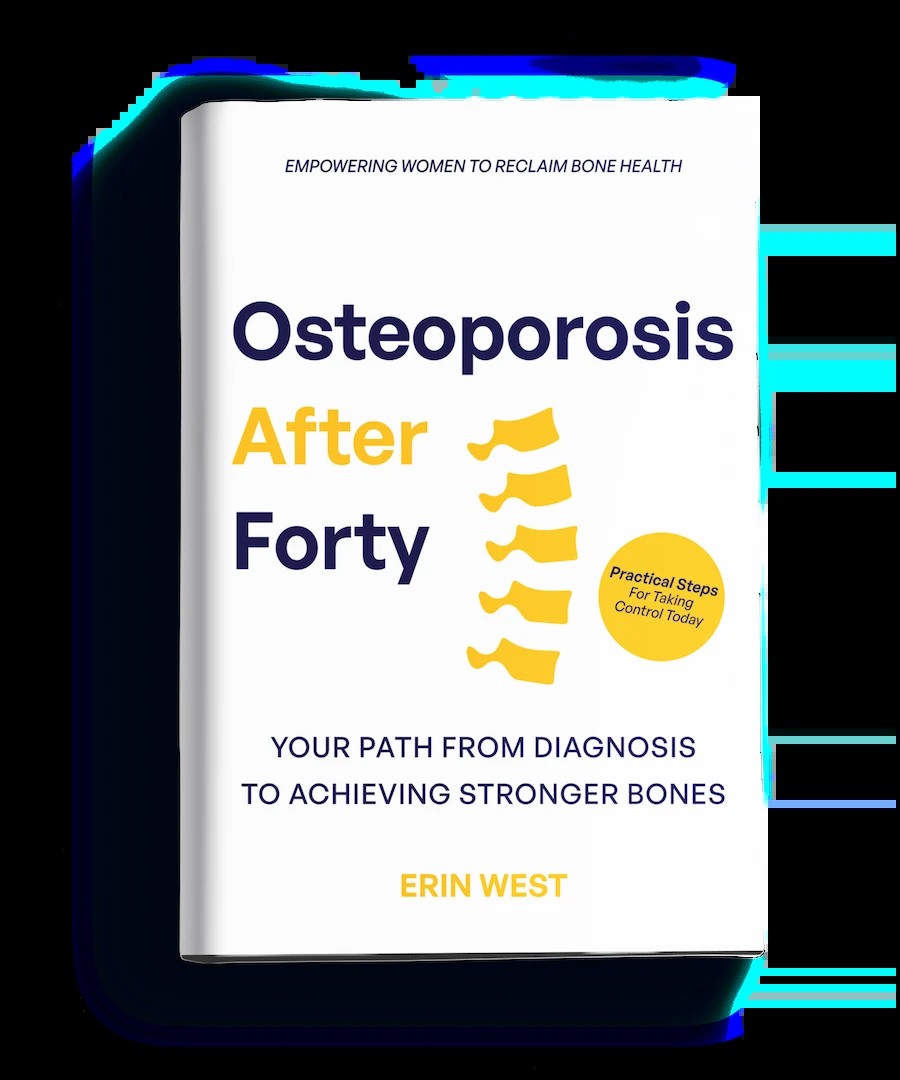 EMPOWERING WOMEN TO RECLAIM BONE HEALTH
Osteoporosis
After
Forty
Practical Steps
For Taking
Control Today
YOUR PATH FROM DIAGNOSIS
TO ACHIEVING STRONGER BONES
ERIN WEST